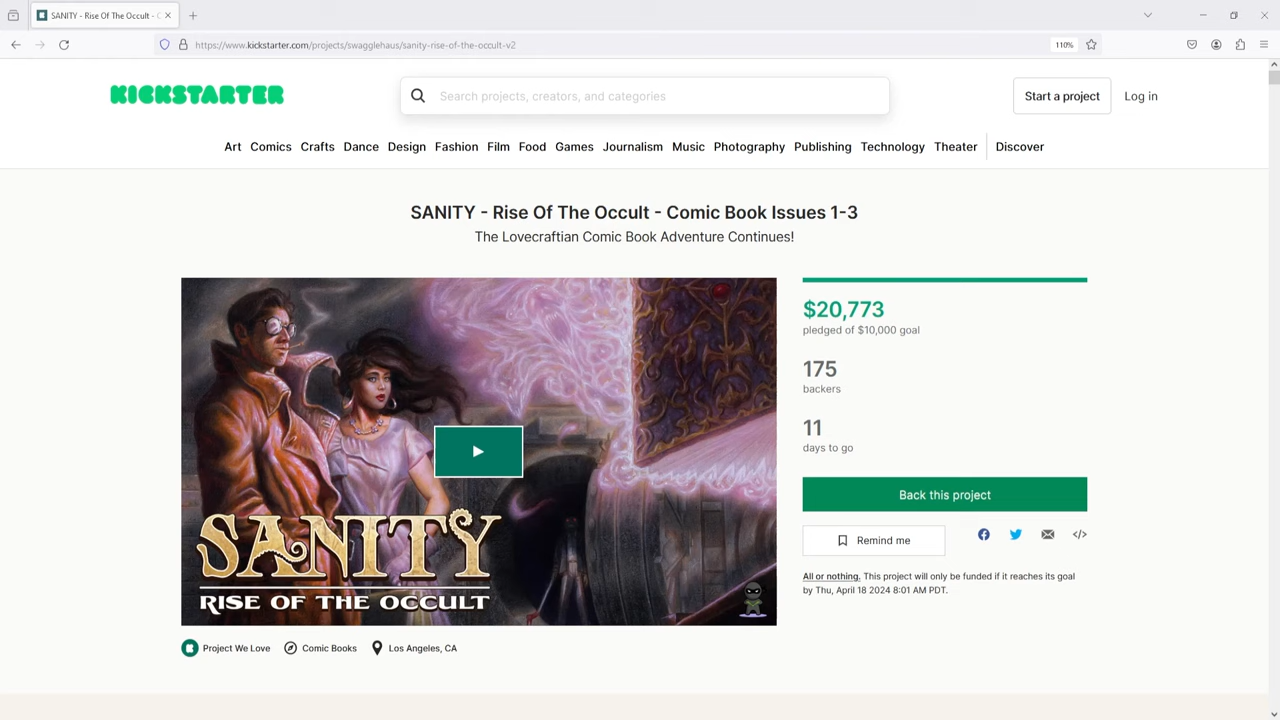 SANITY - Rise Of The Occult - C
https://www.kickstarter.com/projects/swagglehaus/sanity-rise-of-the-occult-v2
110%
KICKSTARTER
Search projects, creators, and categories
Start a project
Log in
Art Comics Crafts Dance Design Fashion Film Food Games Journalism Music Photography Publishing Technology Theater Discover
SANITY - Rise Of The Occult - Comic Book Issues 1-3
The Lovecraftian Comic Book Adventure Continues!
SANITY
RISE OF THE OCCULT
$20,773
pledged of $10,000 goal
175
backers
11
days to go
Back this project
Remind me
All or nothing. This project will only be funded if it reaches its goal
by Thu, April 18 2024 8:01 AM PDT.
Project We Love Comic Books Los Angeles, CA